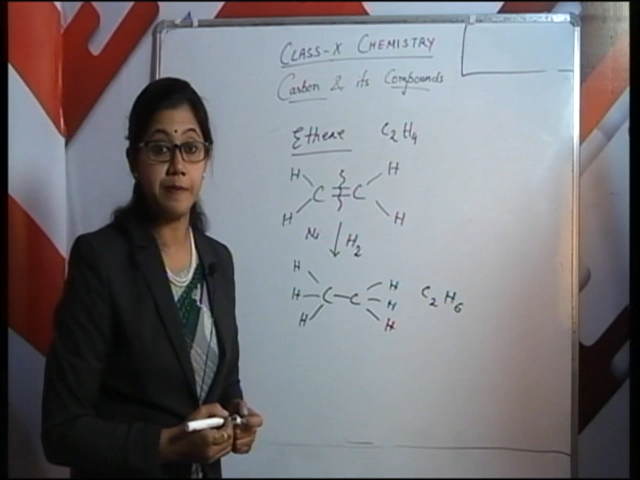 CLASS-X CHEMISTRY
Carbon & its Compounds
Ethene C2H4
H H
C = C
H H
Ni H2
H
H
H C - C H C2H6
H H